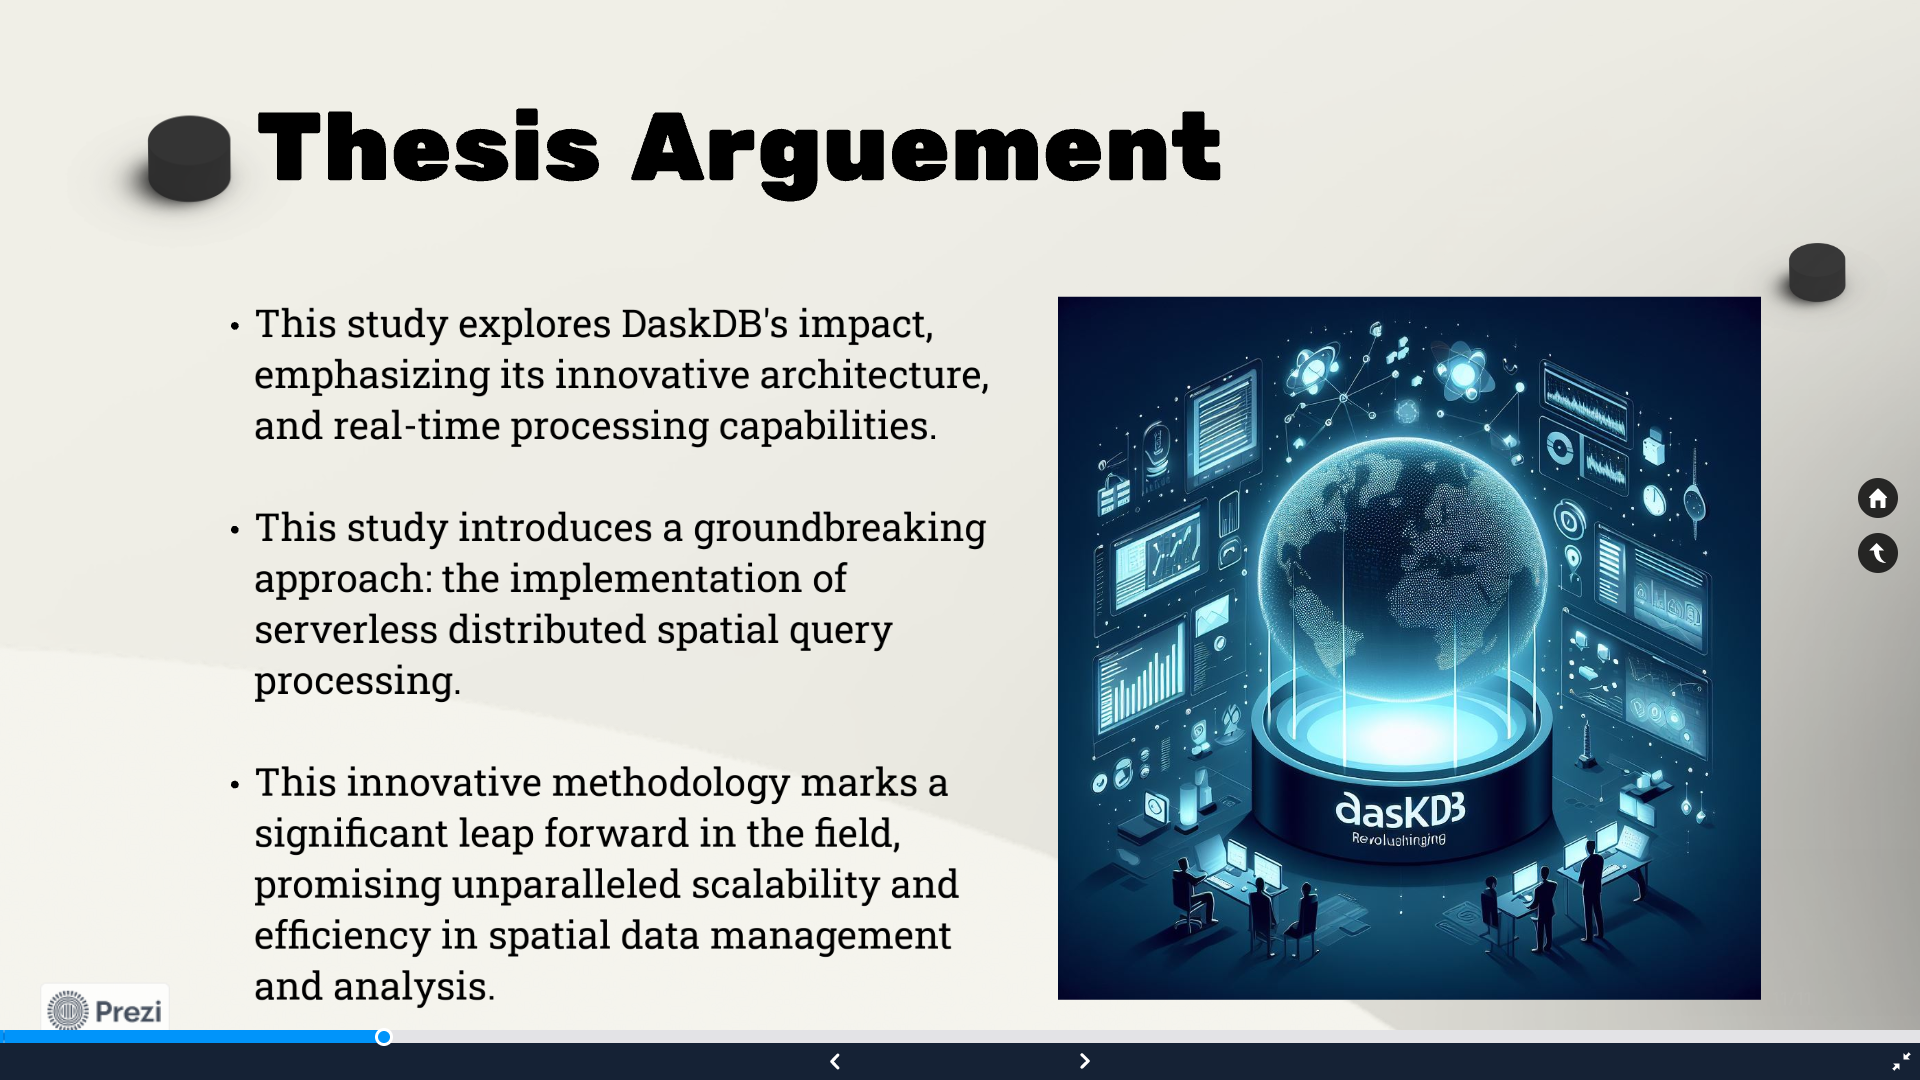 Thesis Arguement
• This study explores DaskDB's impact,
emphasizing its innovative architecture,
and real-time processing capabilities.
• This study introduces a groundbreaking
approach: the implementation of
serverless distributed spatial query
processing.
• This innovative methodology marks a
significant leap forward in the field,
promising unparalleled scalability and
efficiency in spatial data management
and analysis.
dasKDB
Prezi